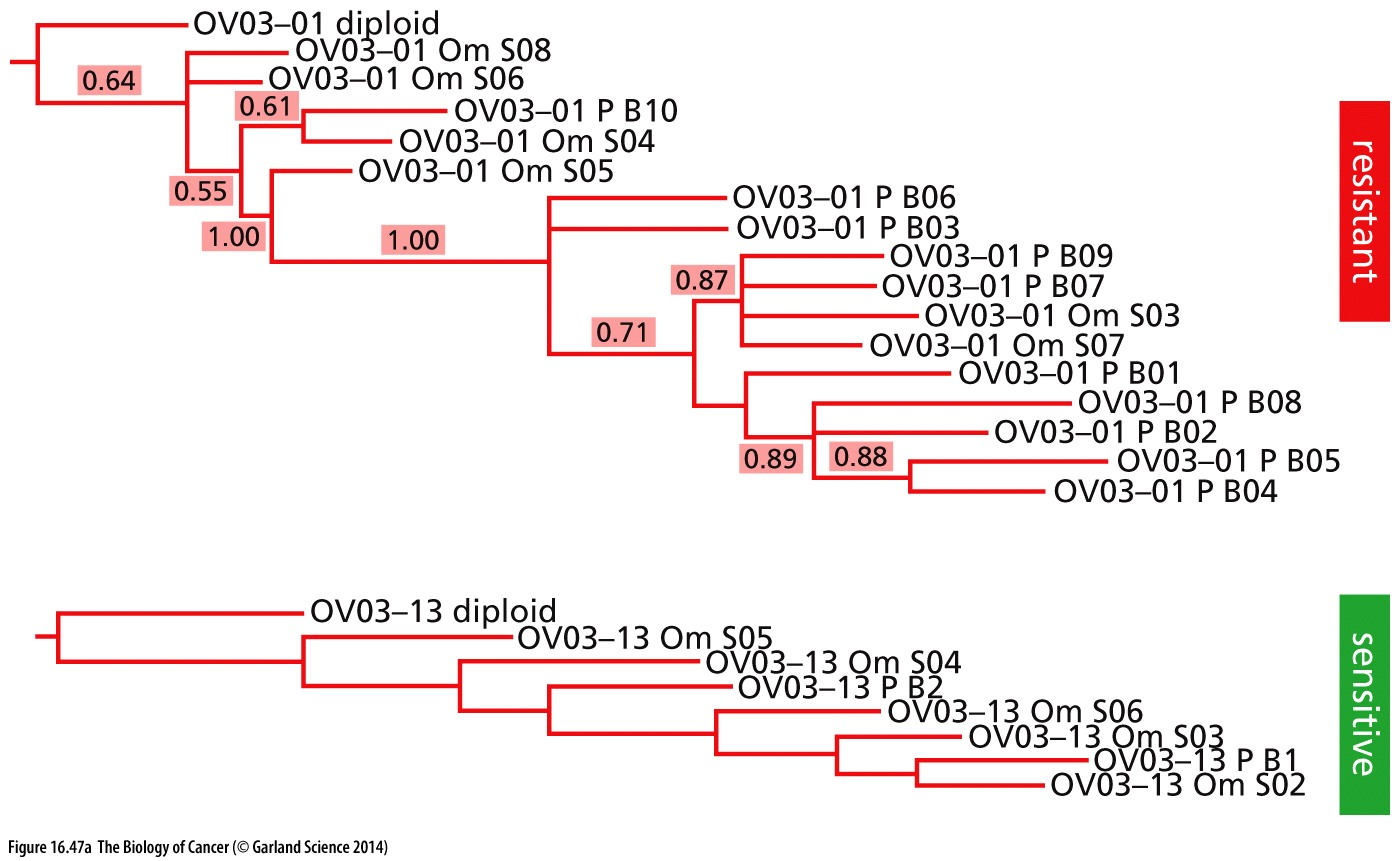 OV03–01 diploid
OV03–01 Om S08
0.64
OV03–01 Om S06
0.61
OV03–01 P B10
OV03–01 Om S04
OV03–01 Om S05
0.55
OV03–01 P B06
1.00
1.00
OV03–01 P B03
OV03–01 P B09
0.87
OV03–01 P B07
OV03–01 Om S03
0.71
OV03–01 Om S07
OV03–01 P B01
OV03–01 P B08
OV03–01 P B02
0.89
0.88
OV03–01 P B05
OV03–01 P B04
resistant
OV03–13 diploid
OV03–13 Om S05
OV03–13 Om S04
OV03–13 P B2
OV03–13 Om S06
OV03–13 Om S03
OV03–13 P B1
OV03–13 Om S02
sensitive
Figure 16.47a The Biology of Cancer (© Garland Science 2014)